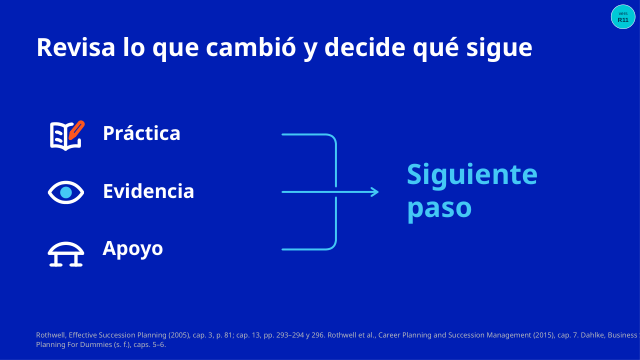 Revisa lo que cambió y decide qué sigue
R11
Práctica
Evidencia
Apoyo
Siguiente
paso
Rothwell, Effective Succession Planning (2005), cap. 3, p. 81; cap. 13, pp. 293–294 y 296. Rothwell et al., Career Planning and Succession Management (2015), cap. 7. Dahlke, Business
Planning For Dummies (s. f.), caps. 5–6.